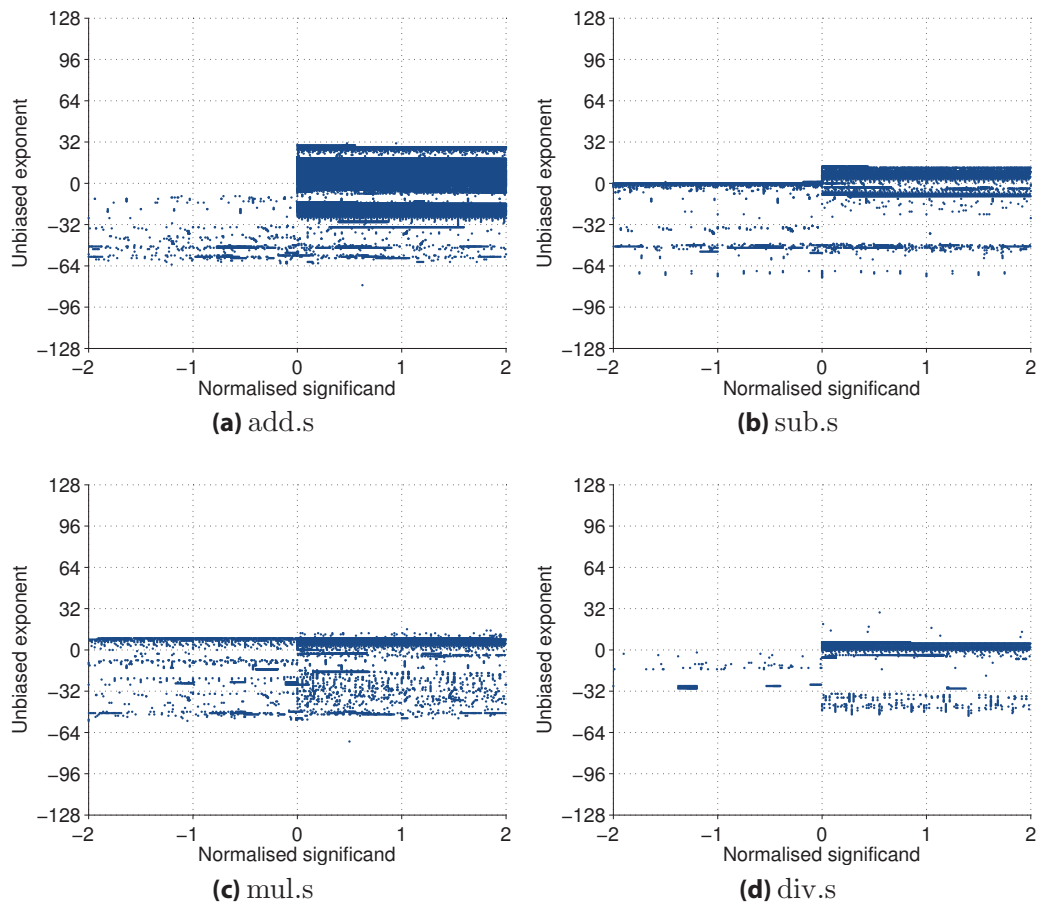 128
96
64
32
0
−32
−64
−96
−128
Unbiased exponent
−2 −1 0 1 2
Normalised significand
(a) add.s
128
96
64
32
0
−32
−64
−96
−128
Unbiased exponent
−2 −1 0 1 2
Normalised significand
(b) sub.s
128
96
64
32
0
−32
−64
−96
−128
Unbiased exponent
−2 −1 0 1 2
Normalised significand
(c) mul.s
128
96
64
32
0
−32
−64
−96
−128
Unbiased exponent
−2 −1 0 1 2
Normalised significand
(d) div.s